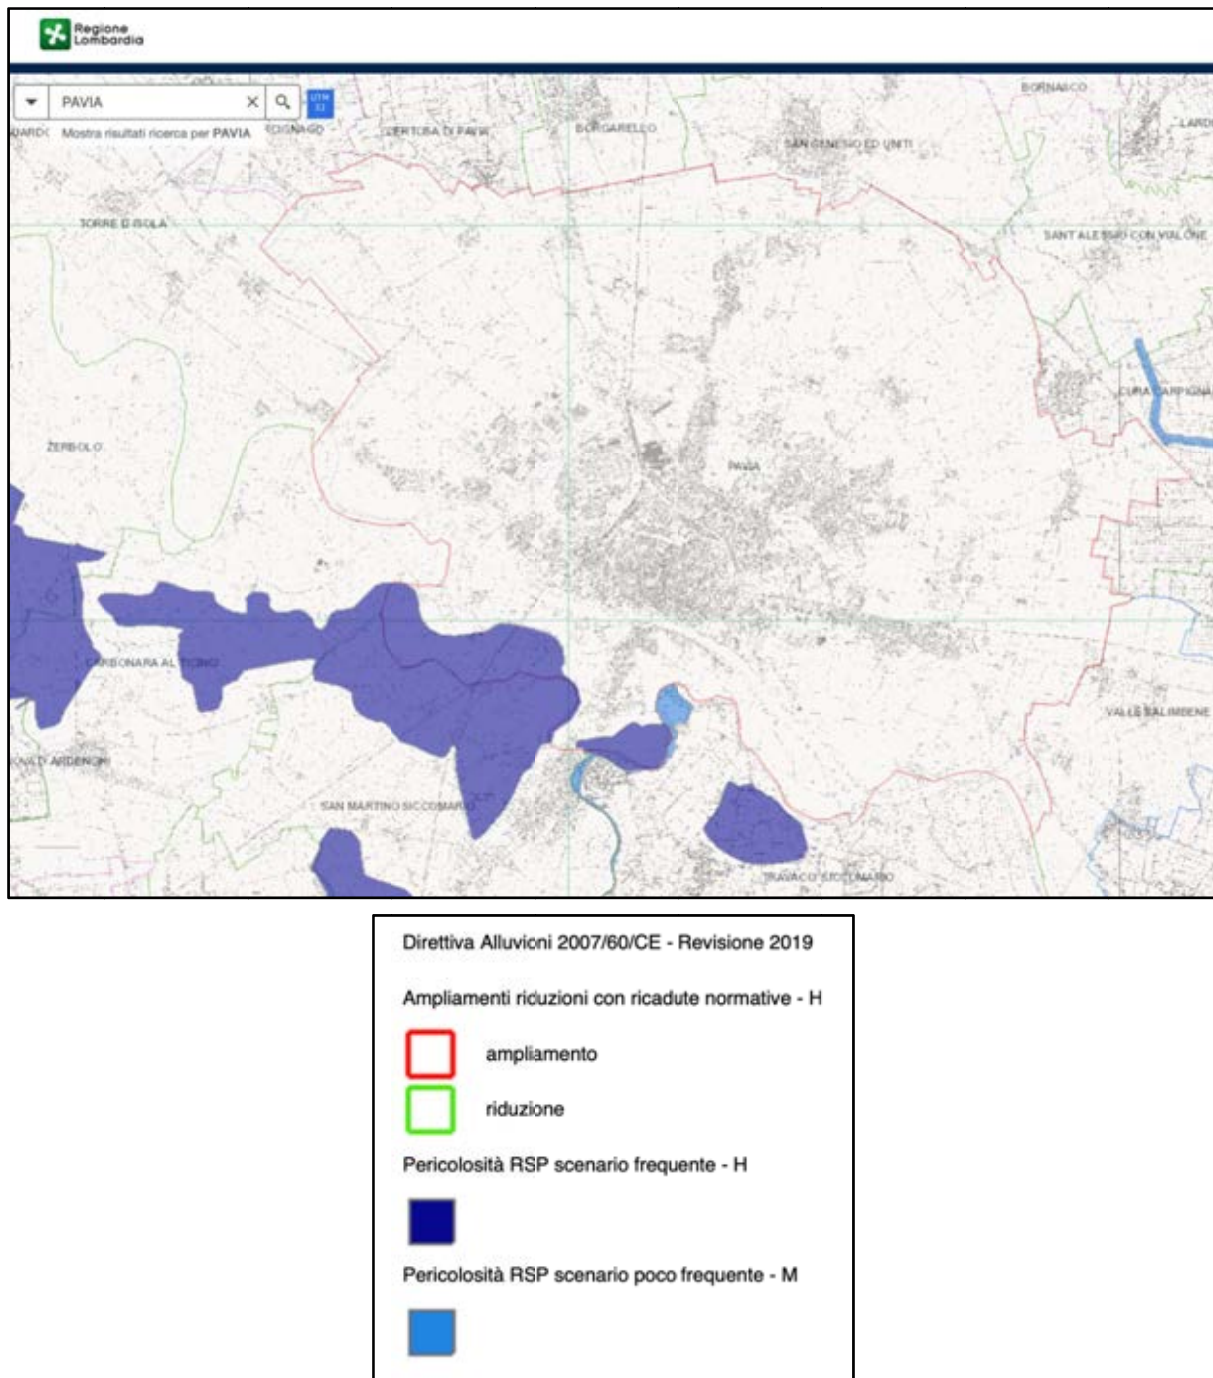 Regione
Lombardia
PAVIA
UTM
32
Mostra risultati ricerca per PAVIA
CERTOSA DI PAVIA
BORGARELLO
SAN GENESIO ED UNITI
BORNASCO
TORRE D'ISOLA
SANT'ALESSIO CON VIALONE
CURA CARPIGNA
ZERBOLO'
PAVIA
CARBONARA AL TICINO
VALLE SALIMBENE
SAN MARTINO SICCOMARIO
TRAVACO' SICCOMARIO
Direttiva Alluvioni 2007/60/CE - Revisione 2019
Ampliamenti riduzioni con ricadute normative - H
ampliamento
riduzione
Pericolosità RSP scenario frequente - H
Pericolosità RSP scenario poco frequente - M